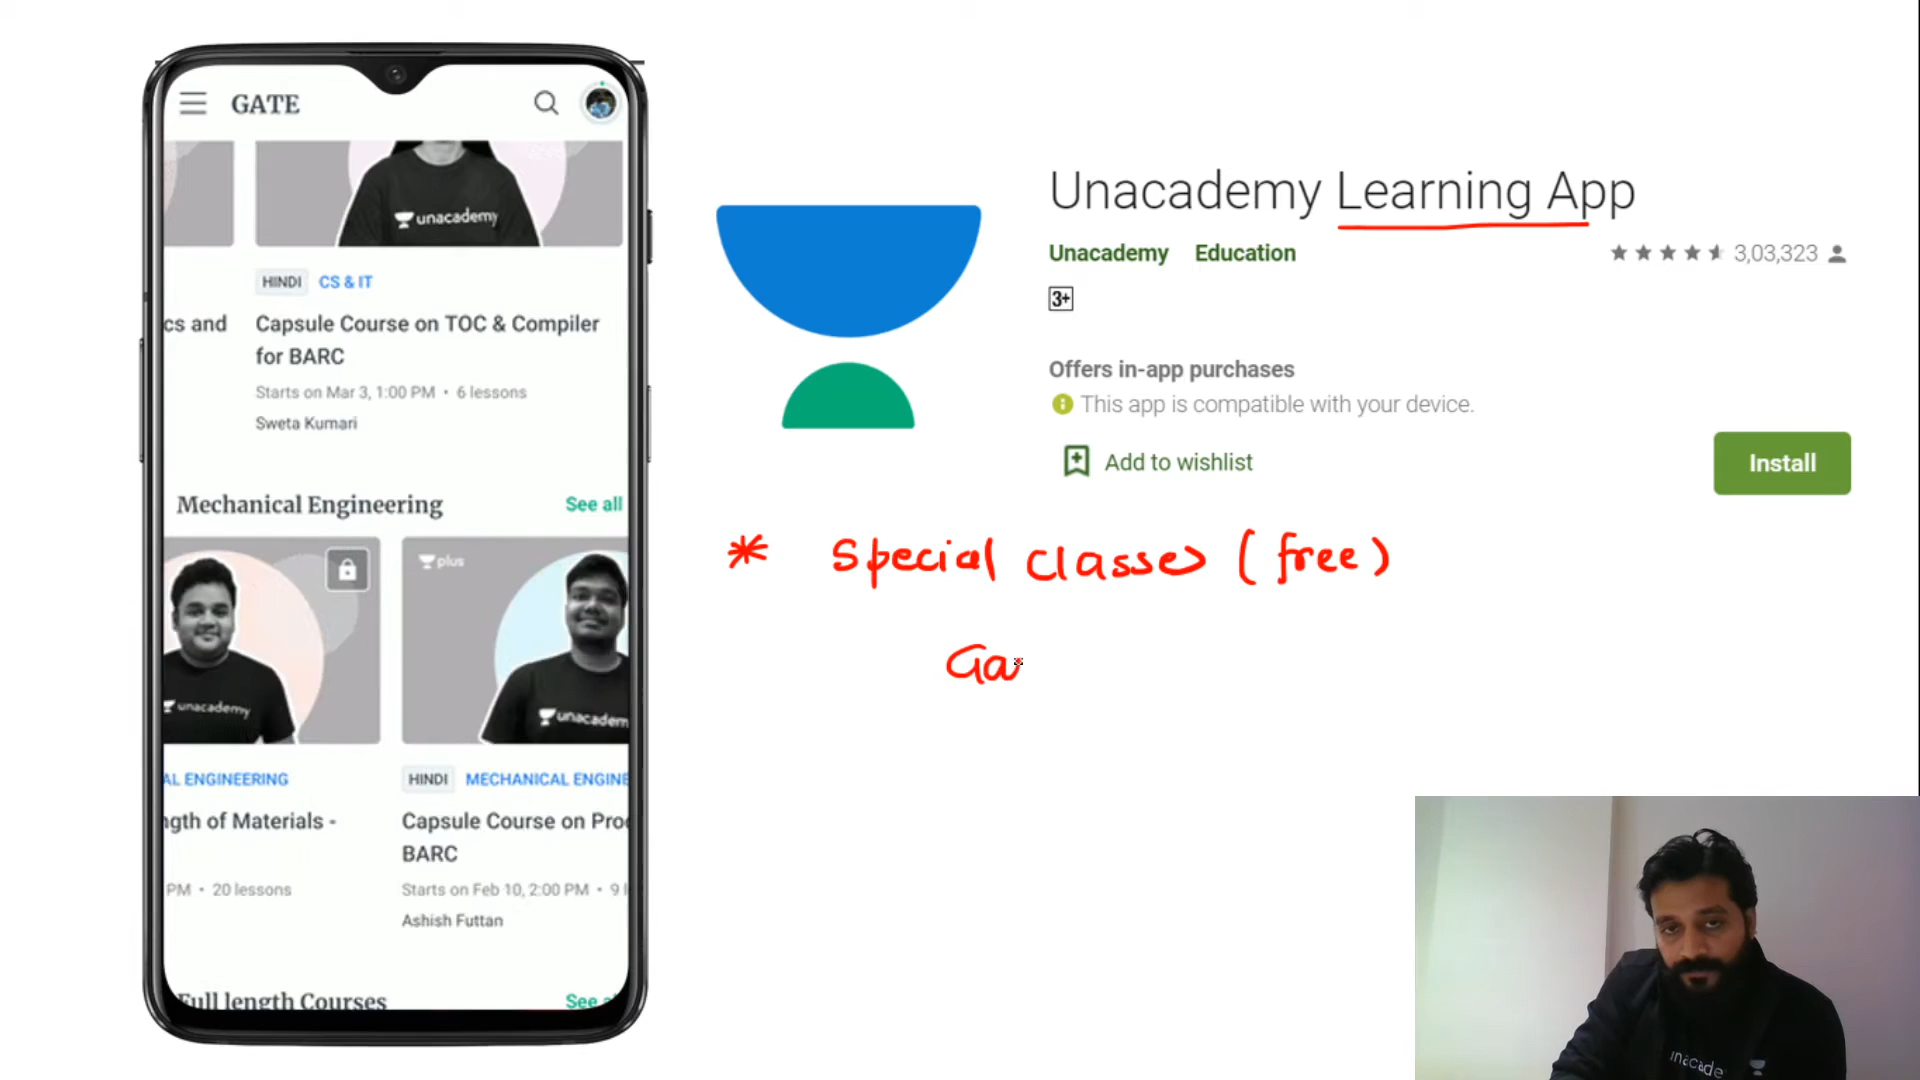 GATE
unacademy
HINDI CS & IT
cs and
Capsule Course on TOC & Compiler
for BARC
Starts on Mar 3, 1:00 PM • 6 lessons
Sweta Kumari
Mechanical Engineering See all
plus
unacademy
unacadem
AL ENGINEERING
HINDI MECHANICAL ENGINE
ngth of Materials -
Capsule Course on Pro
BARC
PM • 20 lessons
Starts on Feb 10, 2:00 PM • 9 l
Ashish Futtan
Full length Courses See a
Unacademy Learning App
Unacademy Education 3,03,323
3+
Offers in-app purchases
This app is compatible with your device.
Add to wishlist
Install
* Special classes (free)
Ga
unacade